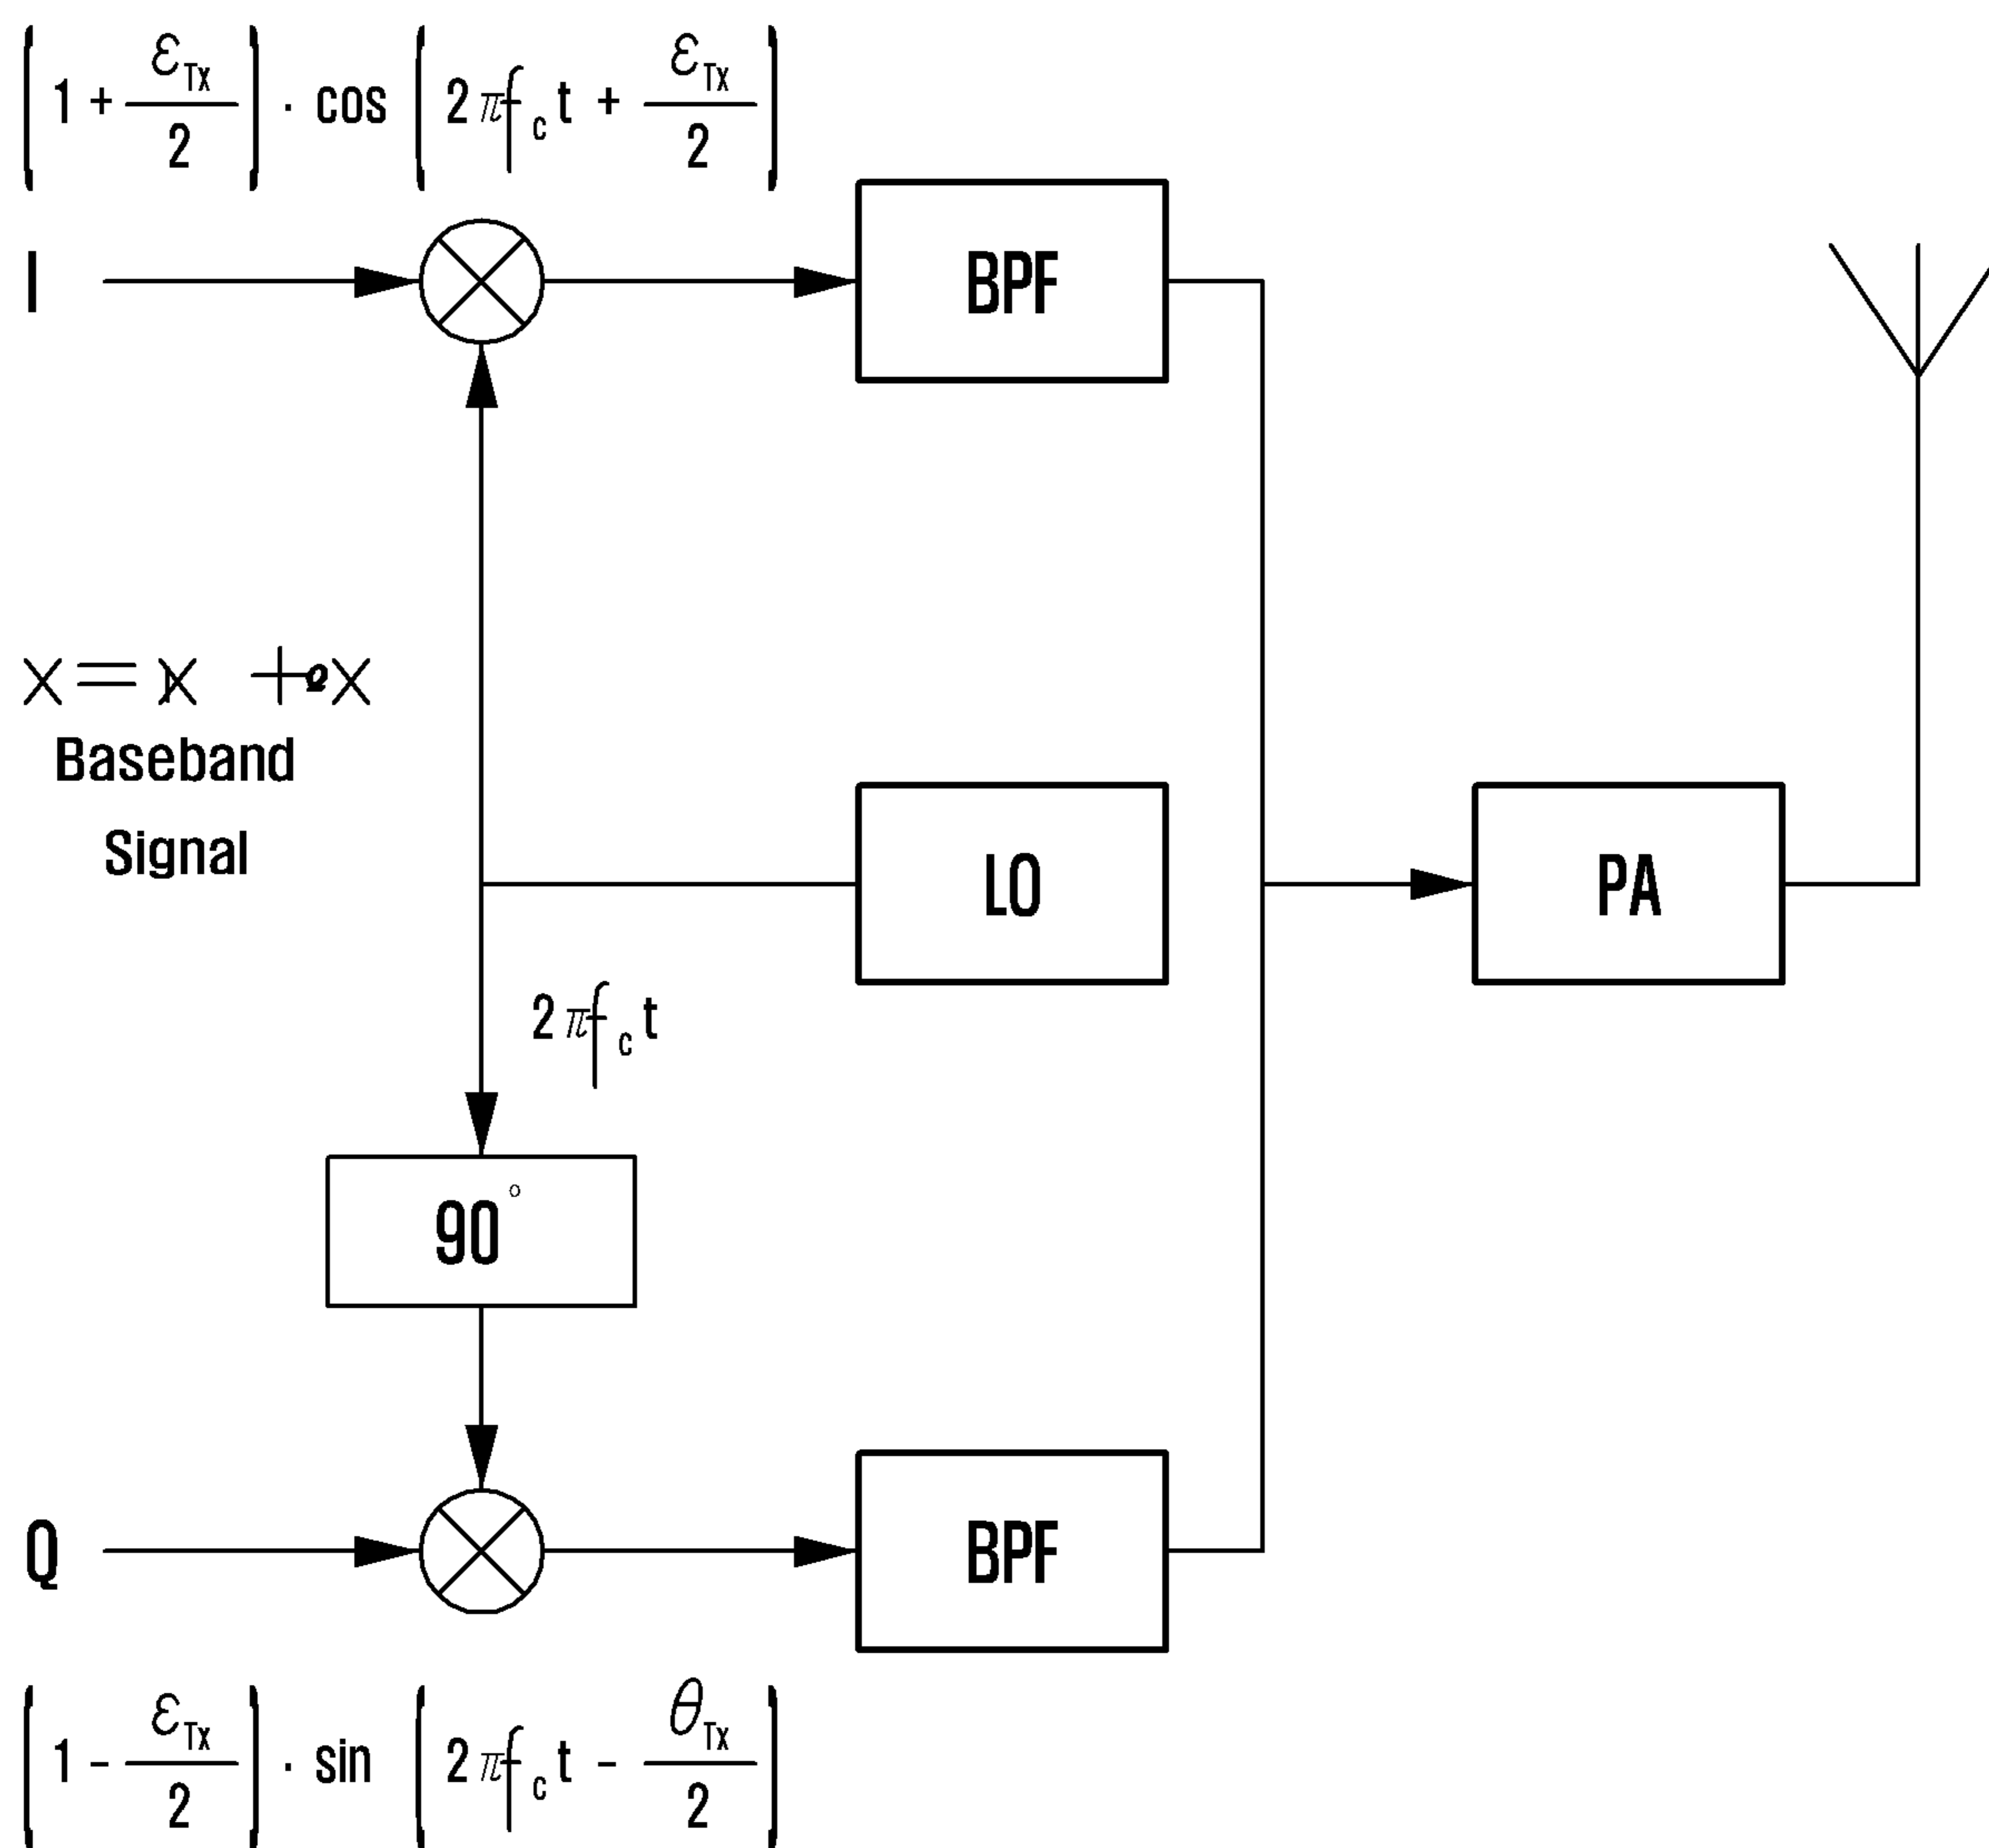 (1 + ε_Tx/2) · cos (2πf_c t + ε_Tx/2)
I
BPF
Baseband
Signal
LO
PA
2πf_c t
90°
Q
BPF
(1 - ε_Tx/2) · sin (2πf_c t - θ_Tx/2)